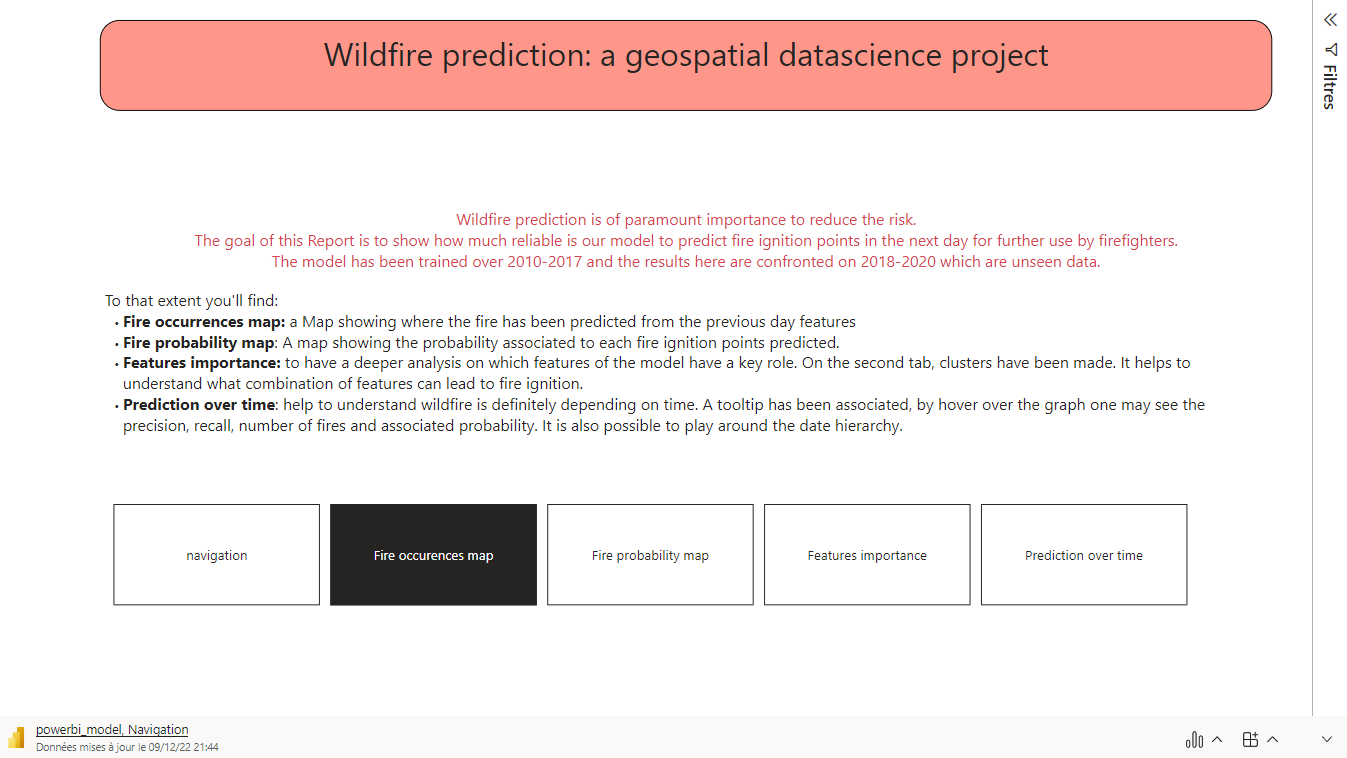 Wildfire prediction: a geospatial datascience project
Filtres
Wildfire prediction is of paramount importance to reduce the risk.
The goal of this Report is to show how much reliable is our model to predict fire ignition points in the next day for further use by firefighters.
The model has been trained over 2010-2017 and the results here are confronted on 2018-2020 which are unseen data.
To that extent you'll find:
• Fire occurrences map: a Map showing where the fire has been predicted from the previous day features
• Fire probability map: A map showing the probability associated to each fire ignition points predicted.
• Features importance: to have a deeper analysis on which features of the model have a key role. On the second tab, clusters have been made. It helps to
understand what combination of features can lead to fire ignition.
• Prediction over time: help to understand wildfire is definitely depending on time. A tooltip has been associated, by hover over the graph one may see the
precision, recall, number of fires and associated probability. It is also possible to play around the date hierarchy.
navigation
Fire occurences map
Fire probability map
Features importance
Prediction over time
powerbi_model, Navigation
Données mises à jour le 09/12/22 21:44